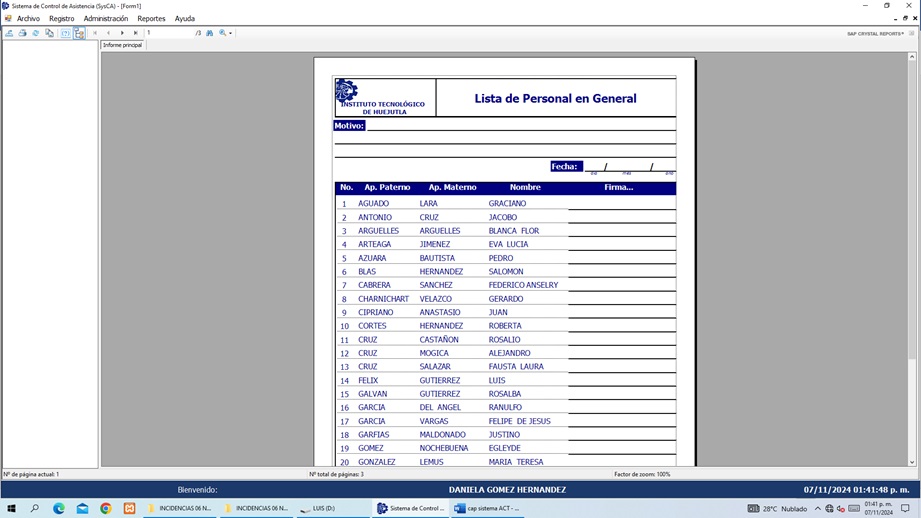 Sistema de Control de Asistencia (SysCA) - [Form1]
Archivo Registro Administración Reportes Ayuda
1 /3 SAP CRYSTAL REPORTS®
Informe principal
INSTITUTO TECNOLÓGICO
DE HUEJUTLA
Lista de Personal en General
Motivo:
Fecha: / /
No. Ap. Paterno Ap. Materno Nombre Firma...
1 AGUADO LARA GRACIANO
2 ANTONIO CRUZ JACOBO
3 ARGUELLES ARGUELLES BLANCA FLOR
4 ARTEAGA JIMENEZ EVA LUCIA
5 AZUARA BAUTISTA PEDRO
6 BLAS HERNANDEZ SALOMON
7 CABRERA SANCHEZ FEDERICO ANSELRY
8 CHARNICHART VELAZCO GERARDO
9 CIPRIANO ANASTASIO JUAN
10 CORTES HERNANDEZ ROBERTA
11 CRUZ CASTAÑON ROSALIO
12 CRUZ MOGICA ALEJANDRO
13 CRUZ SALAZAR FAUSTA LAURA
14 FELIX GUTIERREZ LUIS
15 GALVAN GUTIERREZ ROSALBA
16 GARCIA DEL ANGEL RANULFO
17 GARCIA VARGAS FELIPE DE JESUS
18 GARFIAS MALDONADO JUSTINO
19 GOMEZ NOCHEBUENA EGLEYDE
20 GONZALEZ LEMUS MARIA TERESA
Nº de página actual: 1 Nº total de páginas: 3 Factor de zoom: 100%
Bienvenido: DANIELA GOMEZ HERNANDEZ 07/11/2024 01:41:48 p. m.
INCIDENCIAS 06 N... INCIDENCIAS 06 N... LUIS (D:) Sistema de Control ... cap sistema ACT - ... 28°C Nublado 01:41 p. m.
07/11/2024